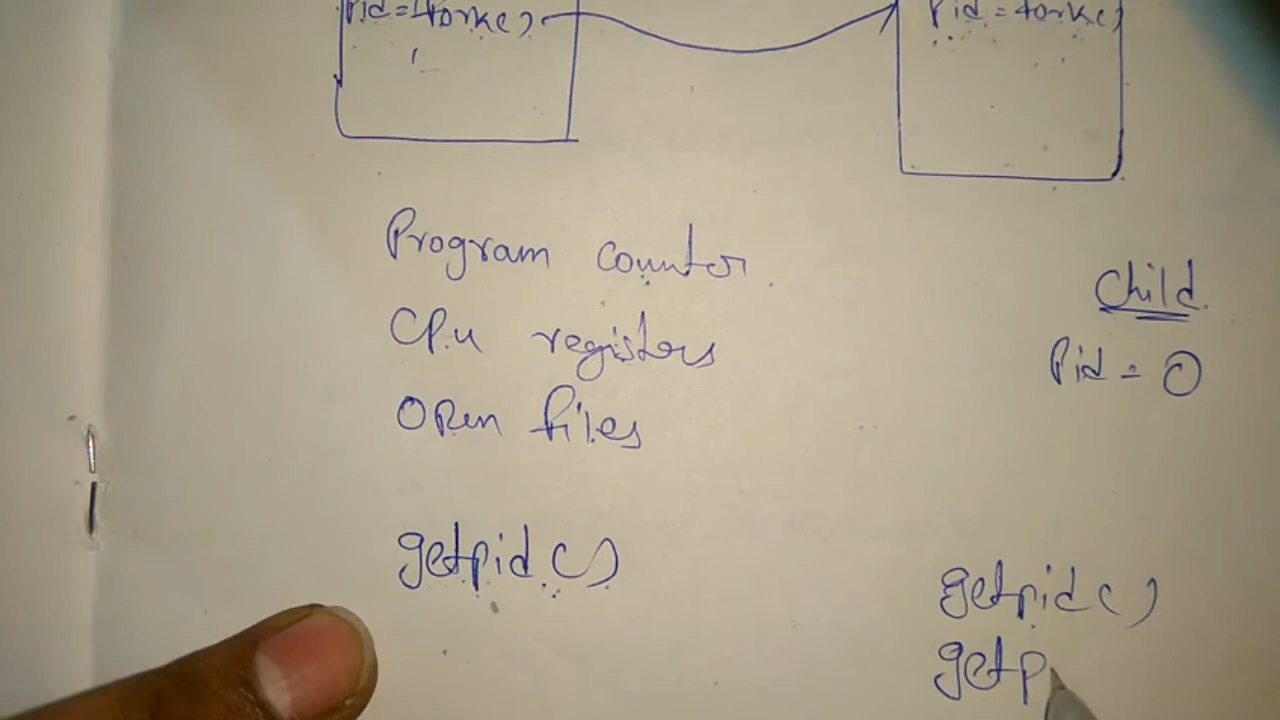 Pid = fork()
Pid = fork()
Program counter
CPU registers
Open files
Child
Pid = 0
getpid()
getpid()
getp